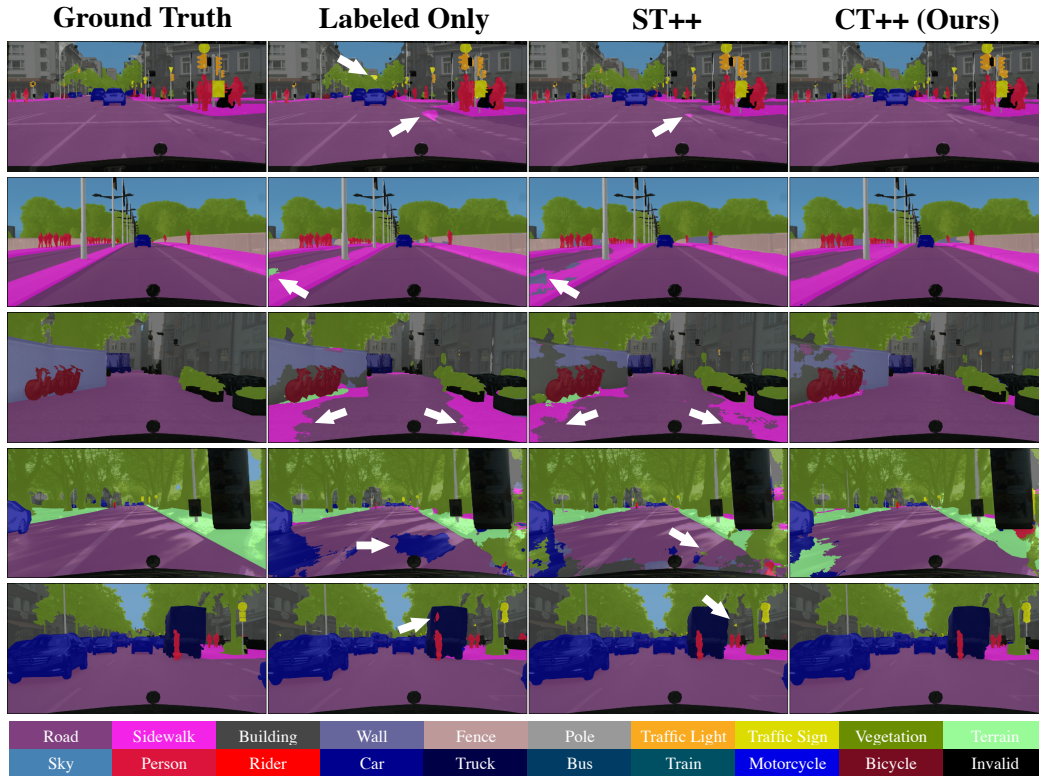 Ground Truth Labeled Only ST++ CT++ (Ours)
Road Sidewalk Building Wall Fence Pole Traffic Light Traffic Sign Vegetation Terrain
Sky Person Rider Car Truck Bus Train Motorcycle Bicycle Invalid